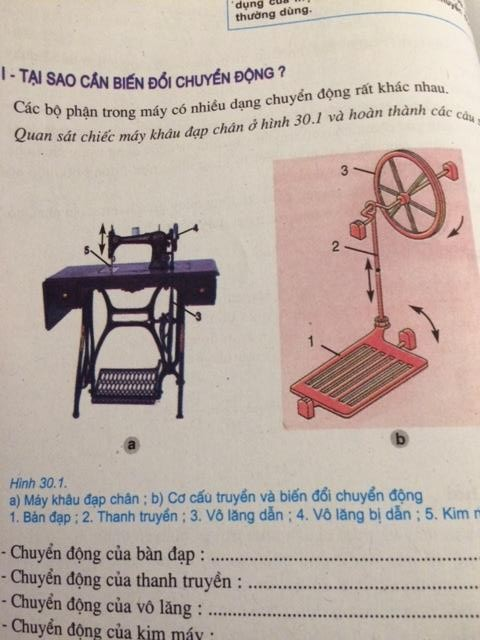 dụng của
thường dùng.
I - TẠI SAO CẦN BIẾN ĐỔI CHUYỂN ĐỘNG ?
Các bộ phận trong máy có nhiều dạng chuyển động rất khác nhau.
Quan sát chiếc máy khâu đạp chân ở hình 30.1 và hoàn thành các câu
3
4
5
2
3
1
a
b
Hình 30.1.
a) Máy khâu đạp chân ; b) Cơ cấu truyền và biến đổi chuyển động
1. Bàn đạp ; 2. Thanh truyền ; 3. Vô lăng dẫn ; 4. Vô lăng bị dẫn ; 5. Kim
- Chuyển động của bàn đạp : ..............................
- Chuyển động của thanh truyền : ..............................
- Chuyển động của vô lăng : ..............................
- Chuyển động của kim máy :